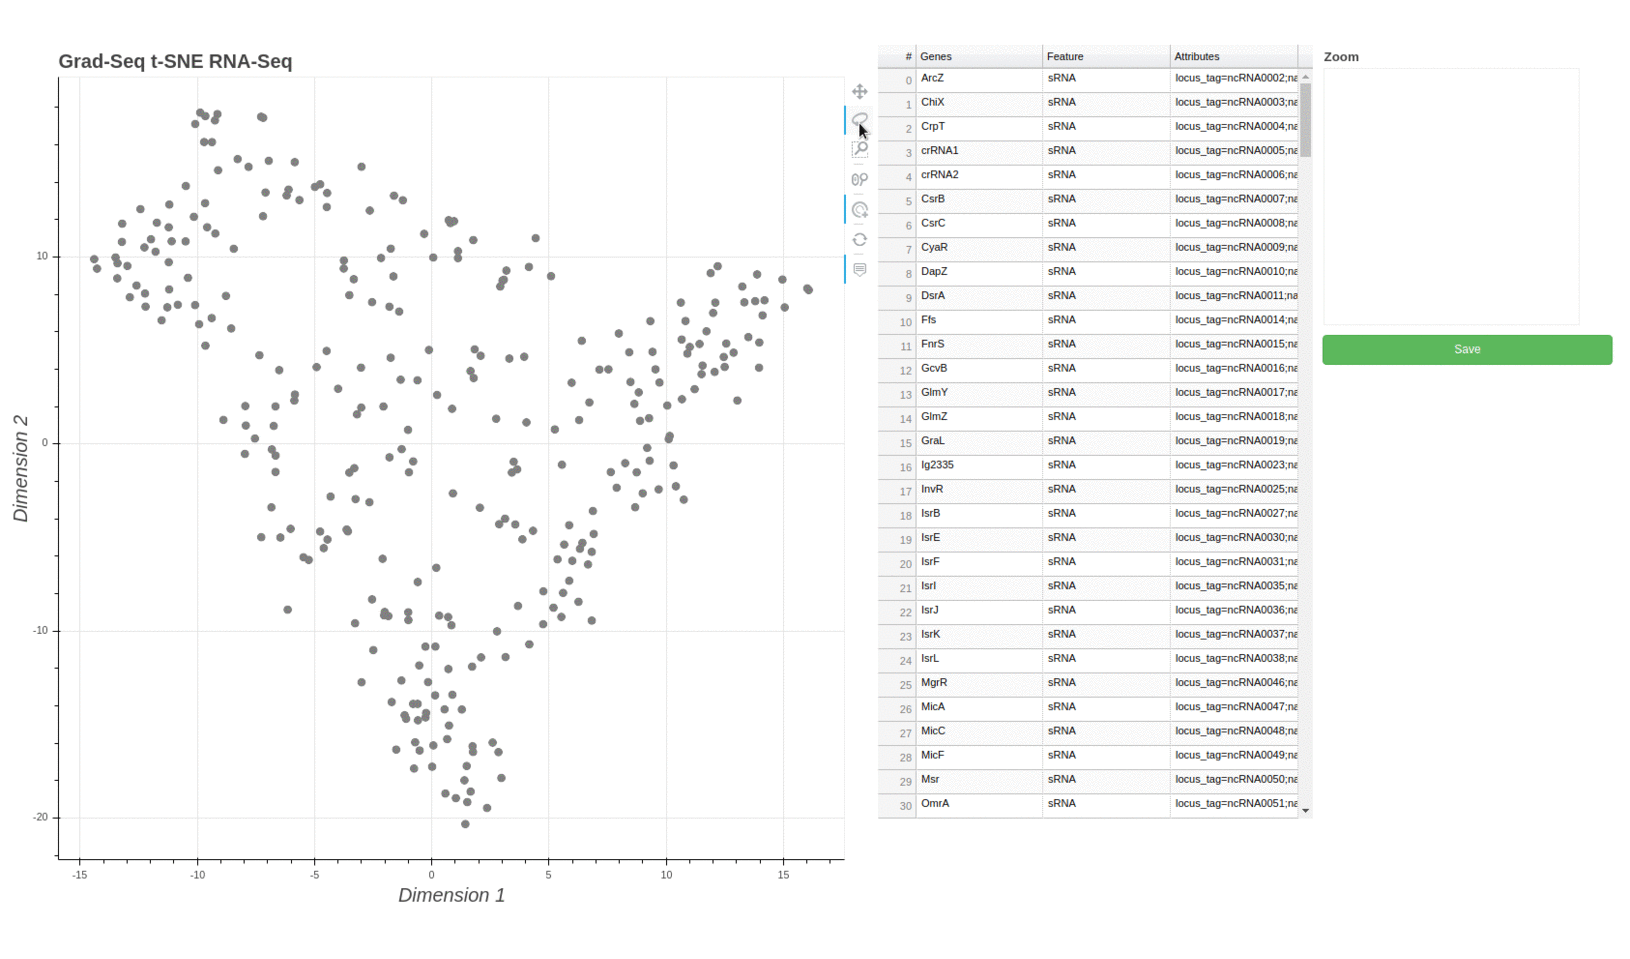 Grad-Seq t-SNE RNA-Seq
10
0
-10
-20
-15 -10 -5 0 5 10 15
Dimension 2
Dimension 1
# Genes Feature Attributes
0 ArcZ sRNA locus_tag=ncRNA0002;na
1 ChiX sRNA locus_tag=ncRNA0003;na
2 CrpT sRNA locus_tag=ncRNA0004;na
3 crRNA1 sRNA locus_tag=ncRNA0005;na
4 crRNA2 sRNA locus_tag=ncRNA0006;na
5 CsrB sRNA locus_tag=ncRNA0007;na
6 CsrC sRNA locus_tag=ncRNA0008;na
7 CyaR sRNA locus_tag=ncRNA0009;na
8 DapZ sRNA locus_tag=ncRNA0010;na
9 DsrA sRNA locus_tag=ncRNA0011;na
10 Ffs sRNA locus_tag=ncRNA0014;na
11 FnrS sRNA locus_tag=ncRNA0015;na
12 GcvB sRNA locus_tag=ncRNA0016;na
13 GlmY sRNA locus_tag=ncRNA0017;na
14 GlmZ sRNA locus_tag=ncRNA0018;na
15 GraL sRNA locus_tag=ncRNA0019;na
16 Ig2335 sRNA locus_tag=ncRNA0023;na
17 InvR sRNA locus_tag=ncRNA0025;na
18 IsrB sRNA locus_tag=ncRNA0027;na
19 IsrE sRNA locus_tag=ncRNA0030;na
20 IsrF sRNA locus_tag=ncRNA0031;na
21 IsrI sRNA locus_tag=ncRNA0035;na
22 IsrJ sRNA locus_tag=ncRNA0036;na
23 IsrK sRNA locus_tag=ncRNA0037;na
24 IsrL sRNA locus_tag=ncRNA0038;na
25 MgrR sRNA locus_tag=ncRNA0046;na
26 MicA sRNA locus_tag=ncRNA0047;na
27 MicC sRNA locus_tag=ncRNA0048;na
28 MicF sRNA locus_tag=ncRNA0049;na
29 Msr sRNA locus_tag=ncRNA0050;na
30 OmrA sRNA locus_tag=ncRNA0051;na
Zoom
Save